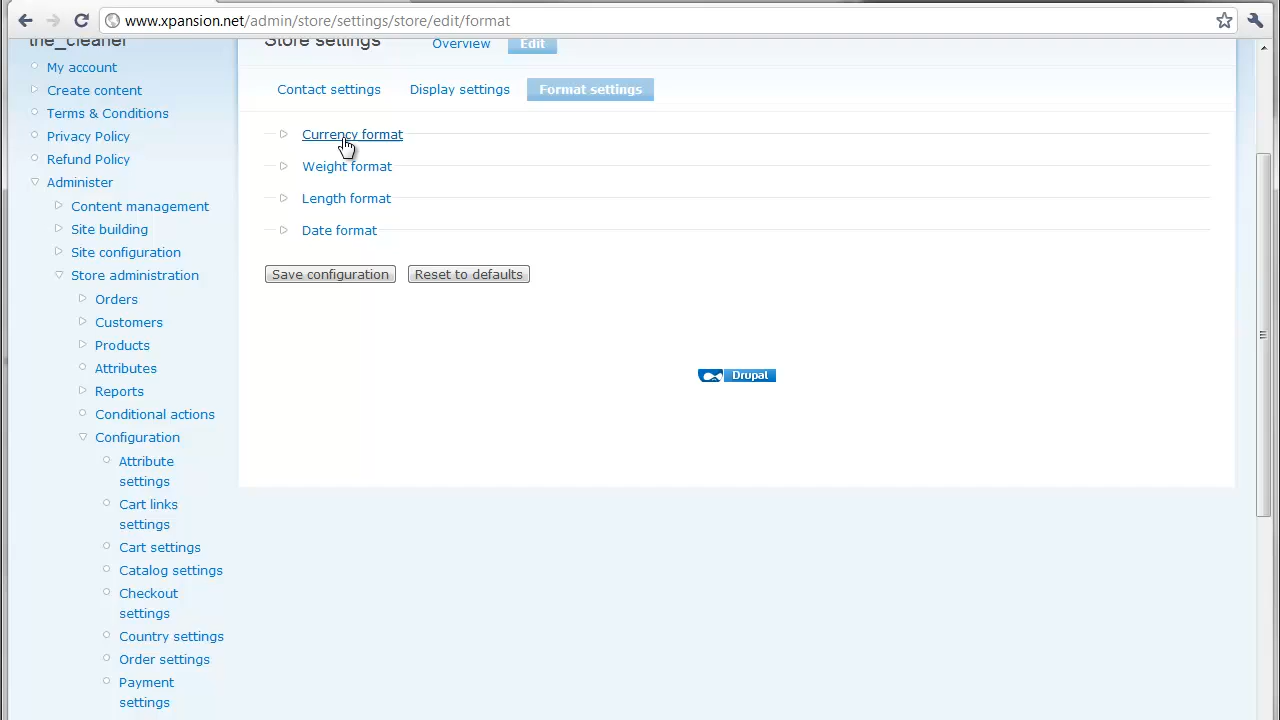 www.xpansion.net/admin/store/settings/store/edit/format
the_cleaner
My account
Create content
Terms & Conditions
Privacy Policy
Refund Policy
Administer
Content management
Site building
Site configuration
Store administration
Orders
Customers
Products
Attributes
Reports
Conditional actions
Configuration
Attribute
settings
Cart links
settings
Cart settings
Catalog settings
Checkout
settings
Country settings
Order settings
Payment
settings
Store settings
Overview
Edit
Contact settings
Display settings
Format settings
Currency format
Weight format
Length format
Date format
Save configuration
Reset to defaults
Drupal